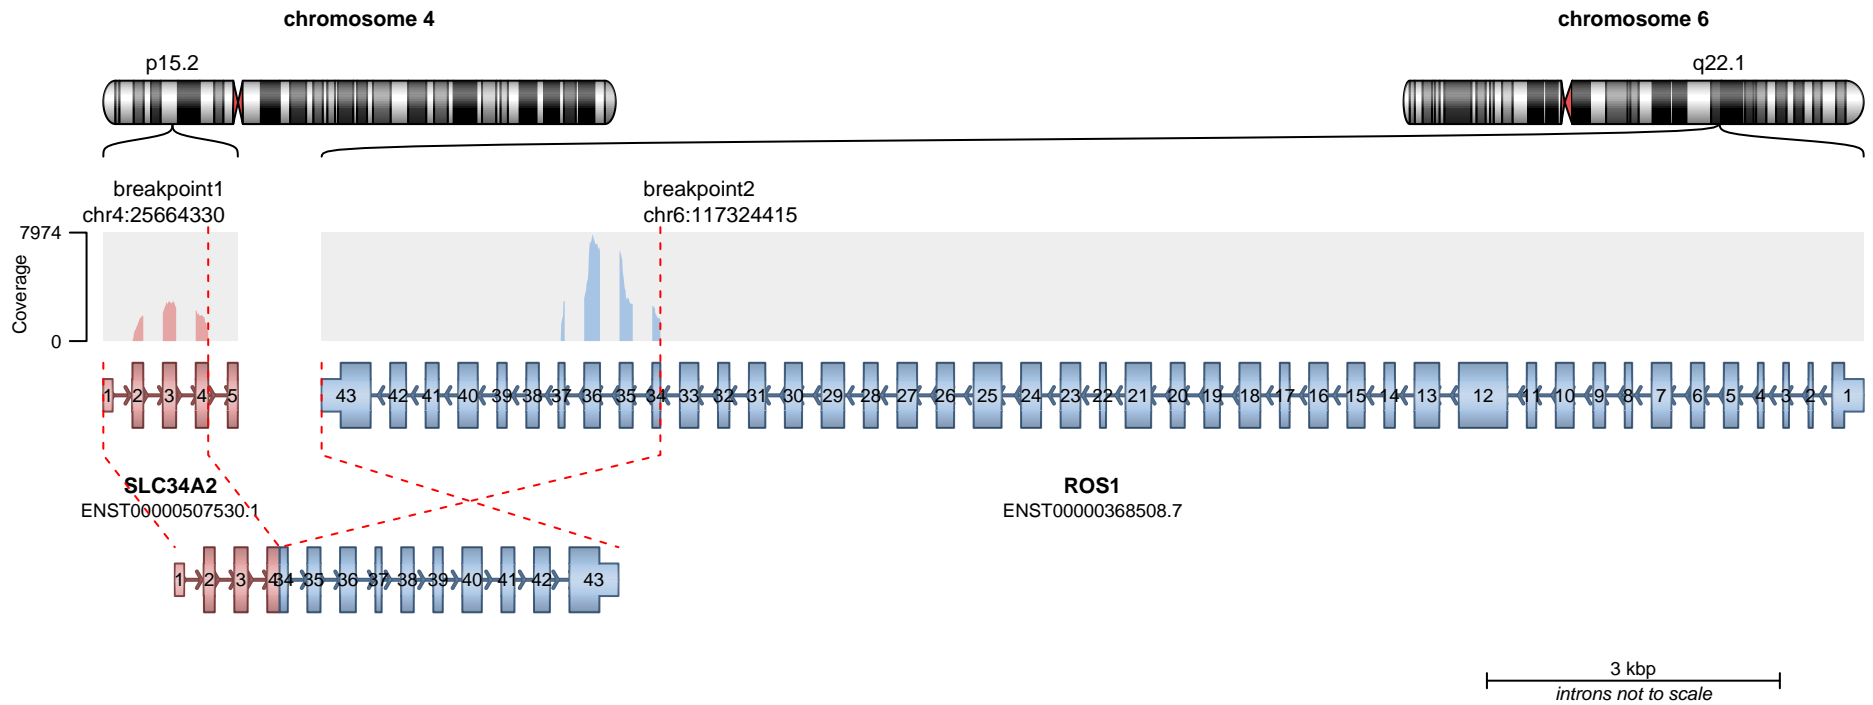 chromosome 4
chromosome 6
p15.2
q22.1
breakpoint1
chr4:25664330
breakpoint2
chr6:117324415
7974
Coverage
0
1 2 3 4 5
43 42 41 40 39 38 37 36 35 34 33 32 31 30 29 28 27 26 25 24 23 22 21 20 19 18 17 16 15 14 13 12 11 10 9 8 7 6 5 4 3 2 1
SLC34A2
ENST00000507530.1
ROS1
ENST00000368508.7
1 2 3 4 34 35 36 37 38 39 40 41 42 43
3 kbp
introns not to scale